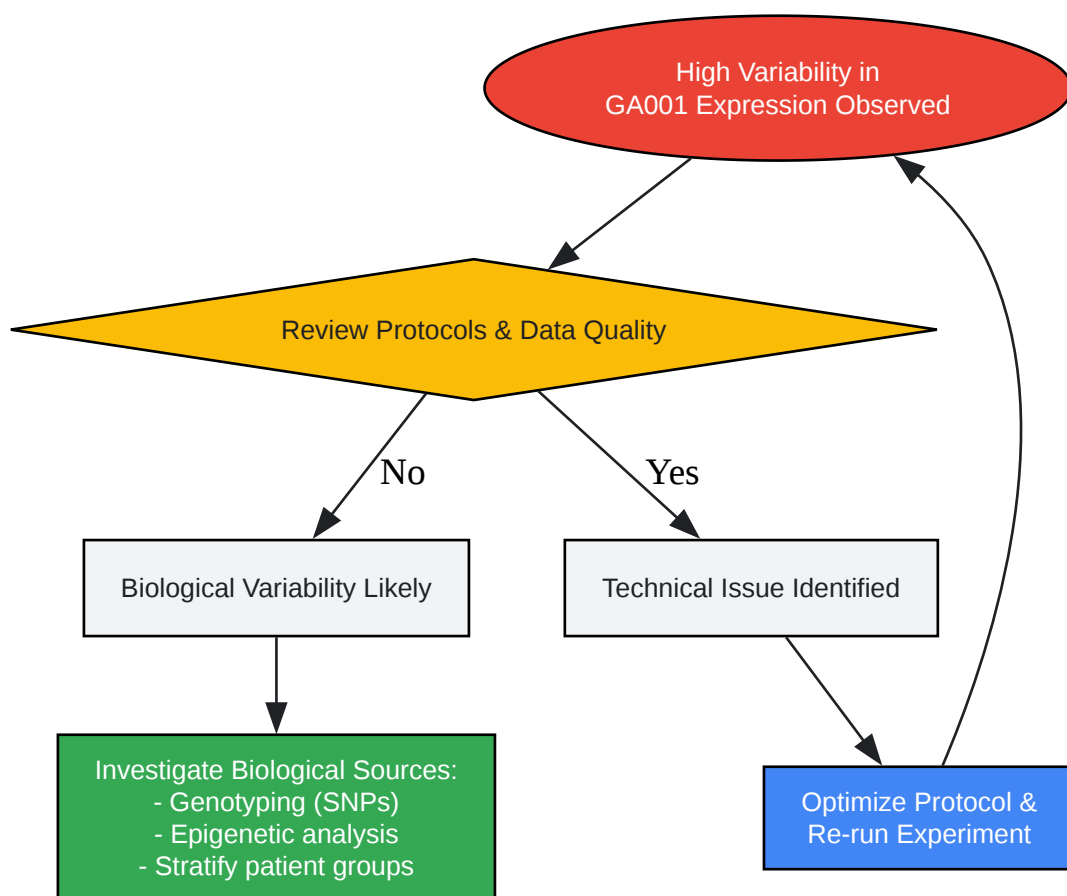 High Variability in
GA001 Expression Observed
Review Protocols & Data Quality
No
Yes
Biological Variability Likely
Technical Issue Identified
Investigate Biological Sources:
- Genotyping (SNPs)
- Epigenetic analysis
- Stratify patient groups
Optimize Protocol &
Re-run Experiment